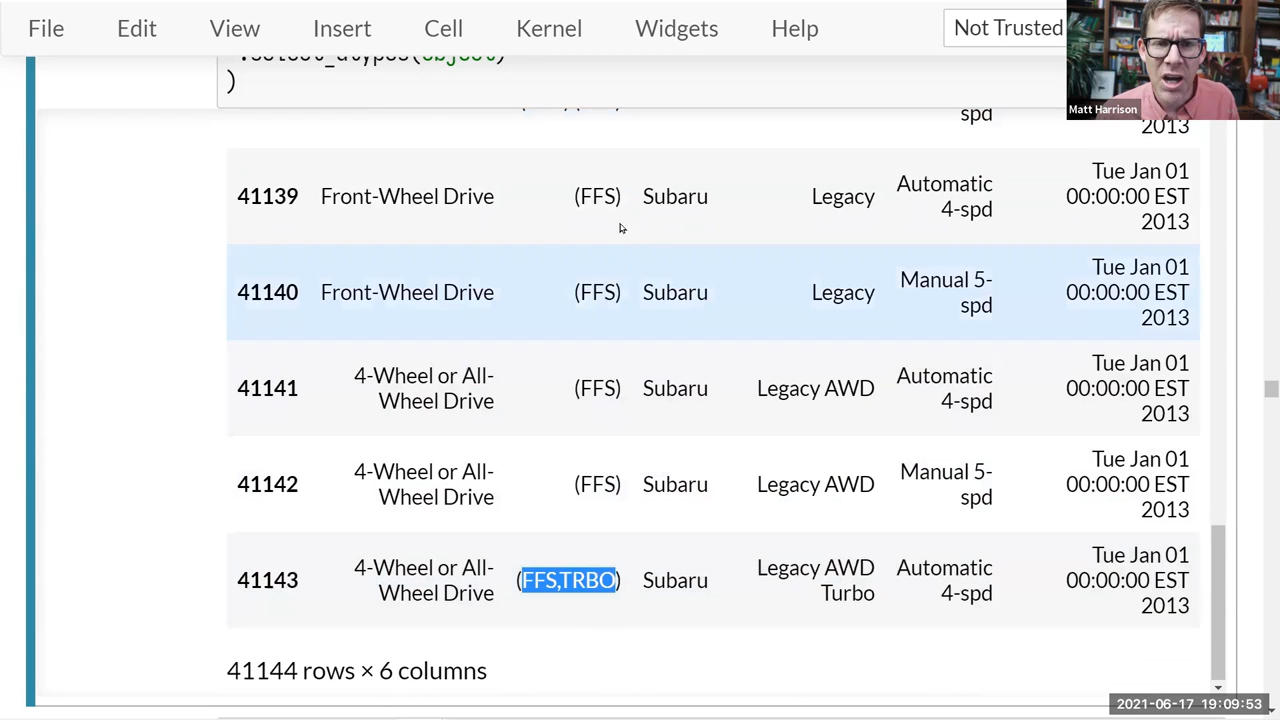 File Edit View Insert Cell Kernel Widgets Help Not Trusted
.select_dtypes(object)
)
Matt Harrison
spd
2013
41139 Front-Wheel Drive (FFS) Subaru Legacy Automatic 4-spd Tue Jan 01 00:00:00 EST 2013
41140 Front-Wheel Drive (FFS) Subaru Legacy Manual 5-spd Tue Jan 01 00:00:00 EST 2013
41141 4-Wheel or All-Wheel Drive (FFS) Subaru Legacy AWD Automatic 4-spd Tue Jan 01 00:00:00 EST 2013
41142 4-Wheel or All-Wheel Drive (FFS) Subaru Legacy AWD Manual 5-spd Tue Jan 01 00:00:00 EST 2013
41143 4-Wheel or All-Wheel Drive (FFS,TRBO) Subaru Legacy AWD Turbo Automatic 4-spd Tue Jan 01 00:00:00 EST 2013
41144 rows × 6 columns
2021-06-17 19:09:53